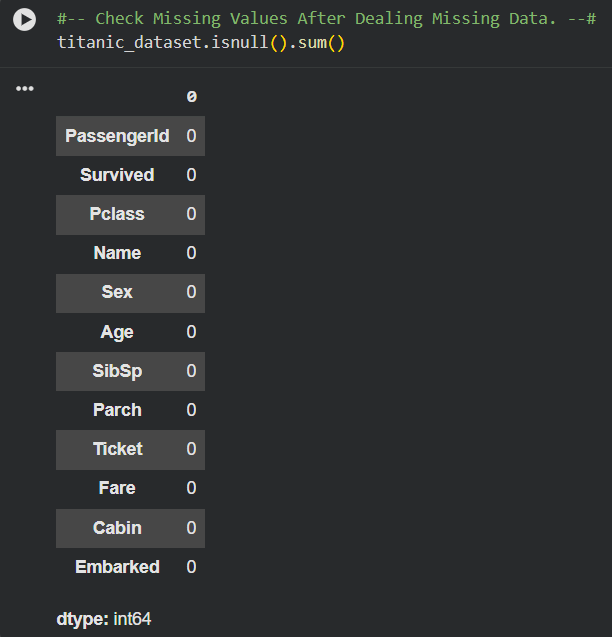 #-- Check Missing Values After Dealing Missing Data. --#
titanic_dataset.isnull().sum()
0
PassengerId 0
Survived 0
Pclass 0
Name 0
Sex 0
Age 0
SibSp 0
Parch 0
Ticket 0
Fare 0
Cabin 0
Embarked 0
dtype: int64